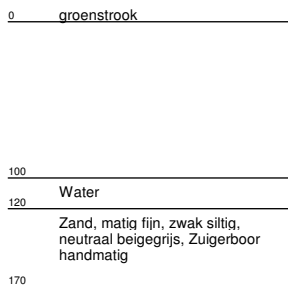 0 groenstrook
100
Water
120
Zand, matig fijn, zwak siltig,
neutraal beigegrijs, Zuigerboor
handmatig
170